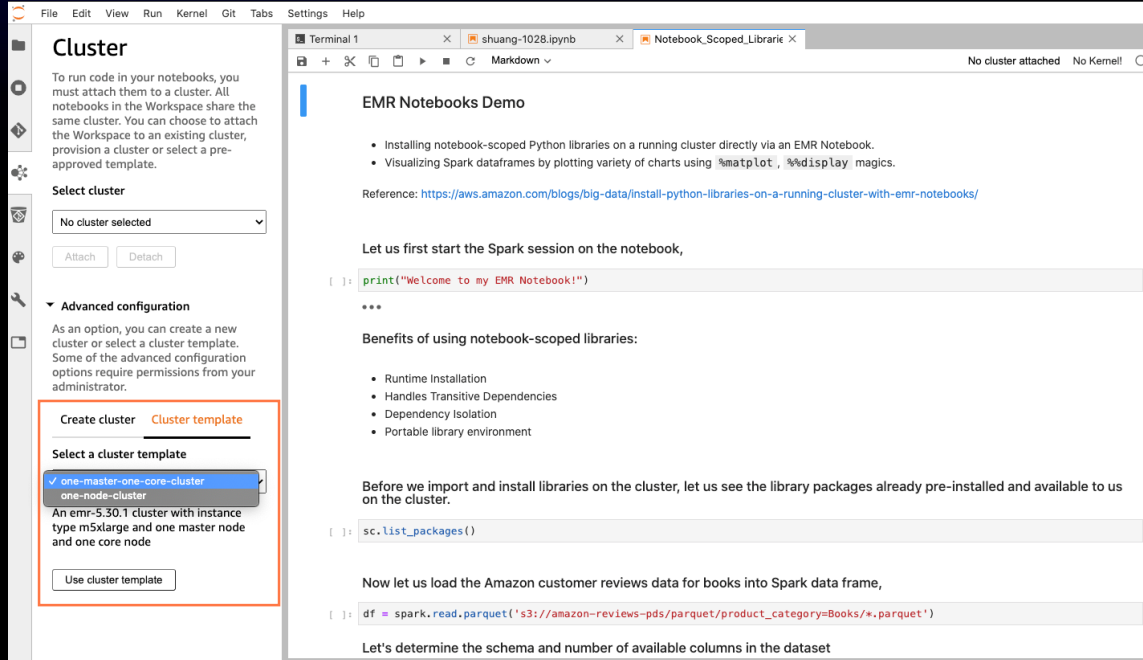 File Edit View Run Kernel Git Tabs Settings Help
Cluster
To run code in your notebooks, you
must attach them to a cluster. All
notebooks in the Workspace share the
same cluster. You can choose to attach
the Workspace to an existing cluster,
provision a cluster or select a pre-
approved template.
Select cluster
No cluster selected
Attach Detach
Advanced configuration
As an option, you can create a new
cluster or select a cluster template.
Some of the advanced configuration
options require permissions from your
administrator.
Create cluster Cluster template
Select a cluster template
✓ one-master-one-core-cluster
one-node-cluster
An emr-5.30.1 cluster with instance
type m5xlarge and one master node
and one core node
Use cluster template
Terminal 1 shuang-1028.ipynb Notebook_Scoped_Librarie
Markdown No cluster attached No Kernel!
EMR Notebooks Demo
• Installing notebook-scoped Python libraries on a running cluster directly via an EMR Notebook.
• Visualizing Spark dataframes by plotting variety of charts using %matplot , %%display magics.
Reference: https://aws.amazon.com/blogs/big-data/install-python-libraries-on-a-running-cluster-with-emr-notebooks/
Let us first start the Spark session on the notebook,
[ ]: print("Welcome to my EMR Notebook!")
•••
Benefits of using notebook-scoped libraries:
• Runtime Installation
• Handles Transitive Dependencies
• Dependency Isolation
• Portable library environment
Before we import and install libraries on the cluster, let us see the library packages already pre-installed and available to us
on the cluster.
[ ]: sc.list_packages()
Now let us load the Amazon customer reviews data for books into Spark data frame,
[ ]: df = spark.read.parquet('s3://amazon-reviews-pds/parquet/product_category=Books/*.parquet')
Let's determine the schema and number of available columns in the dataset